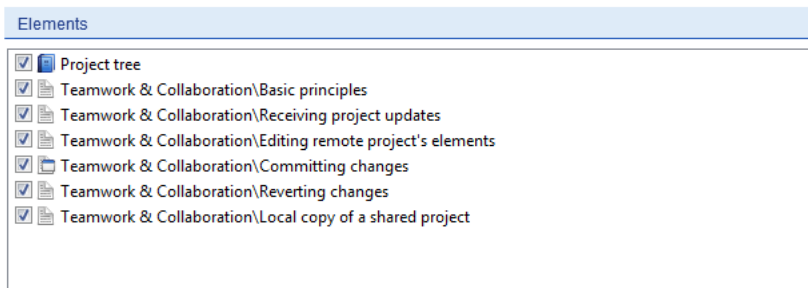 Elements
Project tree
Teamwork & Collaboration\Basic principles
Teamwork & Collaboration\Receiving project updates
Teamwork & Collaboration\Editing remote project's elements
Teamwork & Collaboration\Committing changes
Teamwork & Collaboration\Reverting changes
Teamwork & Collaboration\Local copy of a shared project